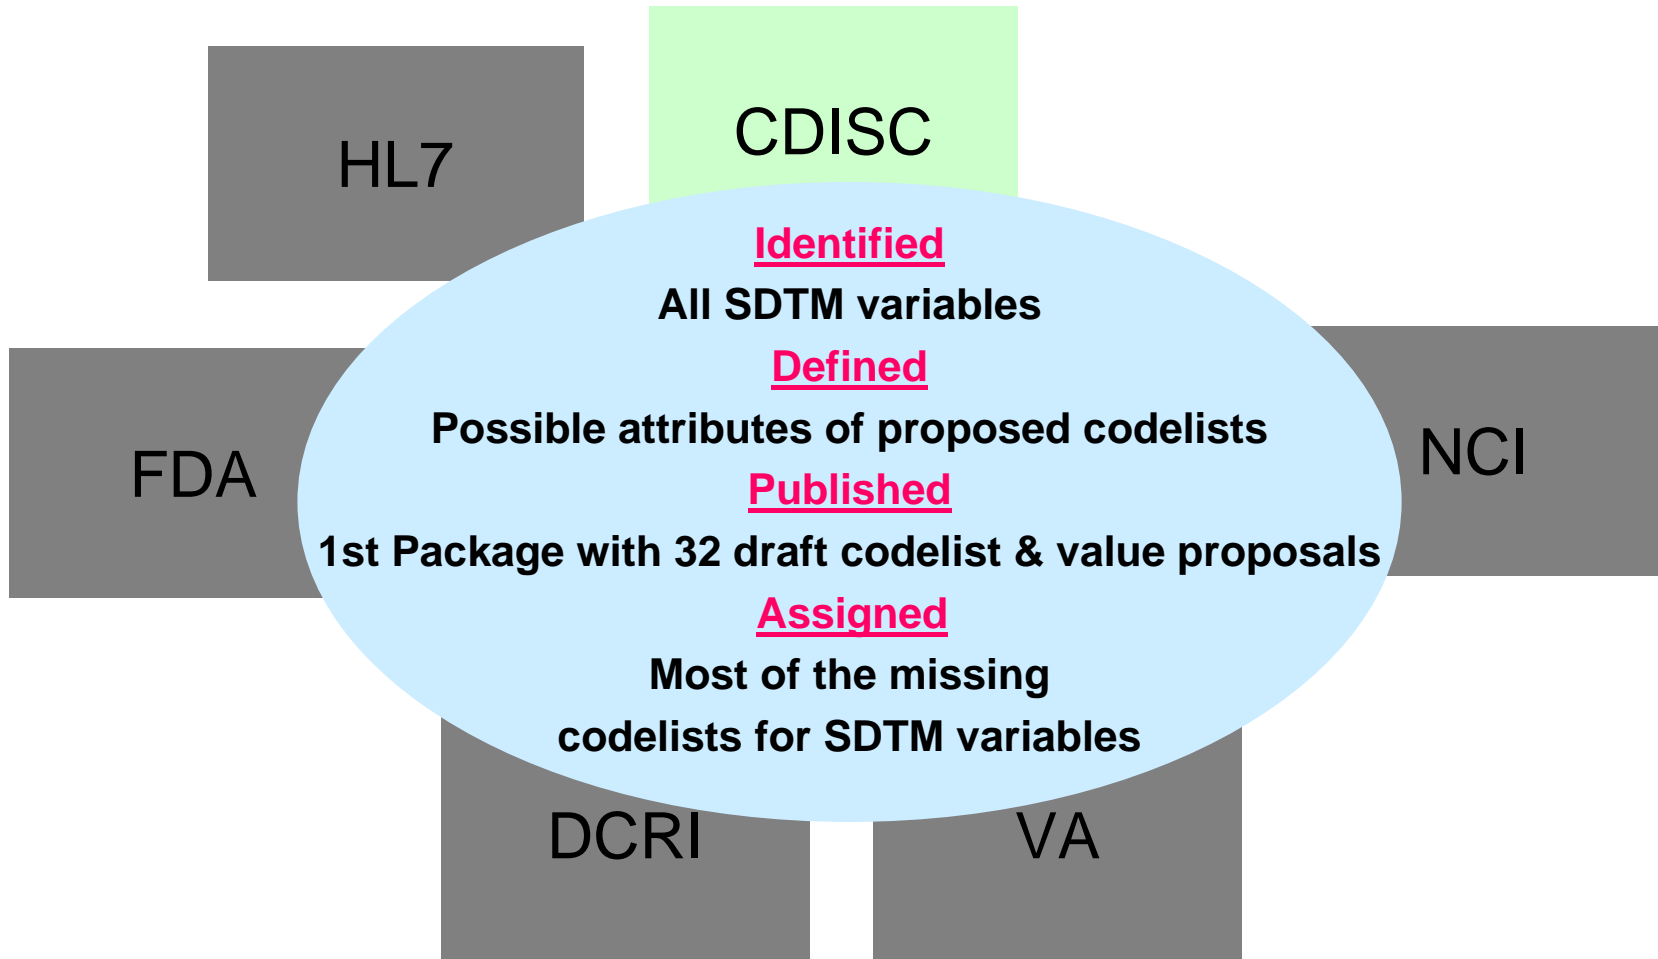 CDISC
HL7
Identified
All SDTM variables
Defined
Possible attributes of proposed codelists
NCI
FDA
Published
1st Package with 32 draft codelist & value proposals
Assigned
Most of the missing
codelists for SDTM variables
DCRI
VA